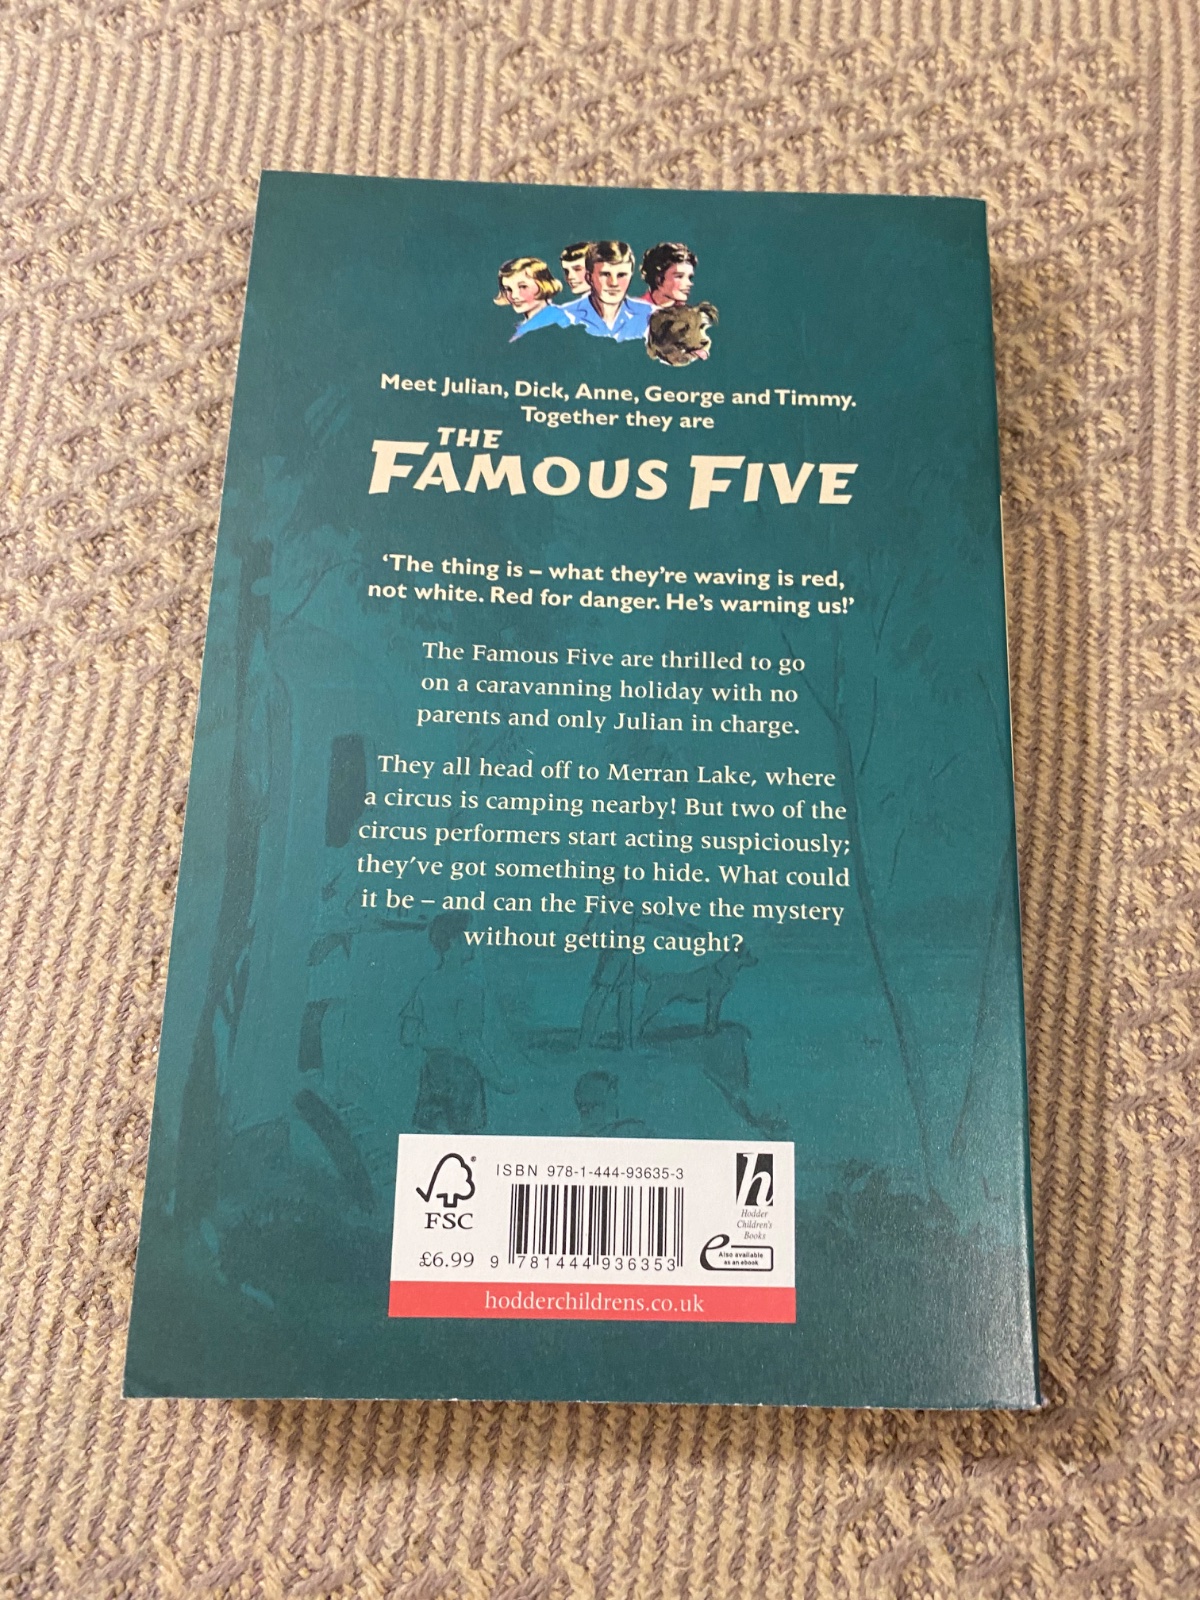 Meet Julian, Dick, Anne, George and Timmy.
Together they are
THE
FAMOUS FIVE
‘The thing is – what they’re waving is red,
not white. Red for danger. He’s warning us!’
The Famous Five are thrilled to go
on a caravanning holiday with no
parents and only Julian in charge.
They all head off to Merran Lake, where
a circus is camping nearby! But two of the
circus performers start acting suspiciously;
they’ve got something to hide. What could
it be – and can the Five solve the mystery
without getting caught?
FSC
£6.99
ISBN 978-1-444-93635-3
9 781444 936353
h
Hodder
Children's
Books
e
Also available
as an ebook
hodderchildrens.co.uk